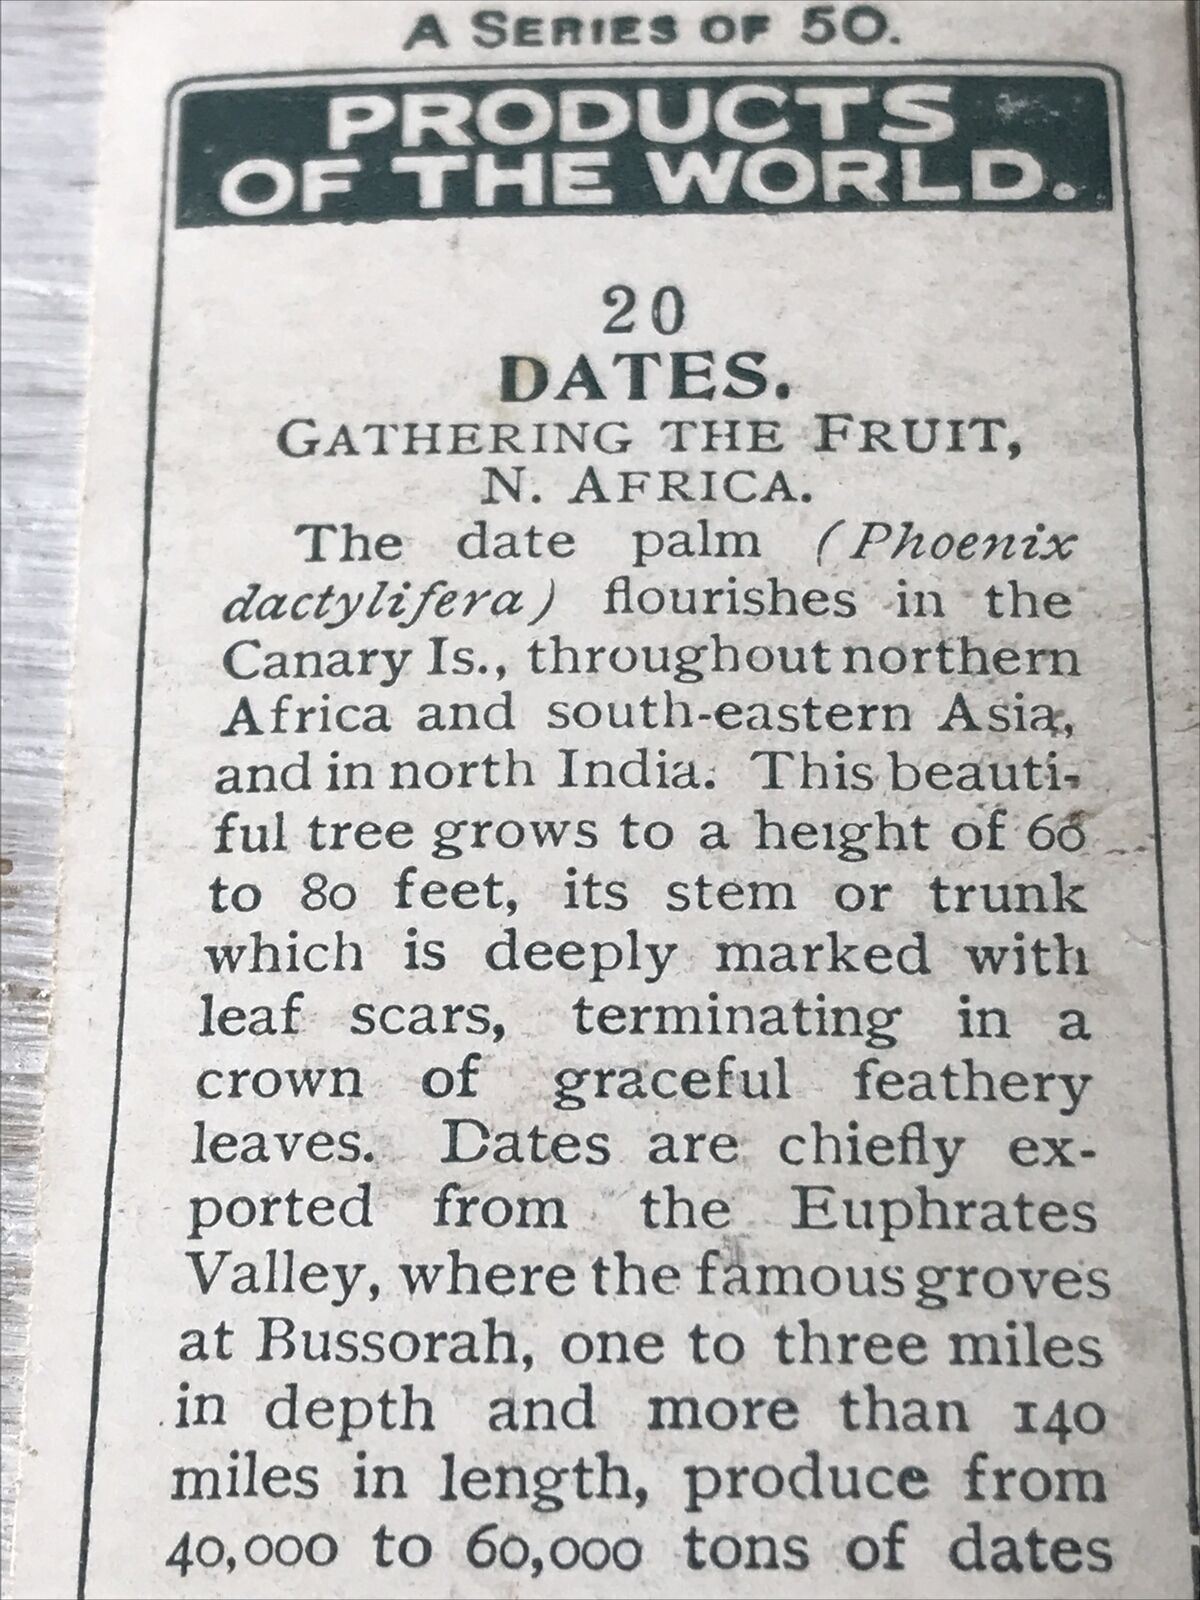 A SERIES OF 50.
PRODUCTS
OF THE WORLD.
20
DATES.
GATHERING THE FRUIT,
N. AFRICA.
The date palm (Phoenix
dactylifera) flourishes in the
Canary Is., throughout northern
Africa and south-eastern Asia,
and in north India. This beauti-
ful tree grows to a height of 60
to 80 feet, its stem or trunk
which is deeply marked with
leaf scars, terminating in a
crown of graceful feathery
leaves. Dates are chiefly ex-
ported from the Euphrates
Valley, where the famous groves
at Bussorah, one to three miles
in depth and more than 140
miles in length, produce from
40,000 to 60,000 tons of dates